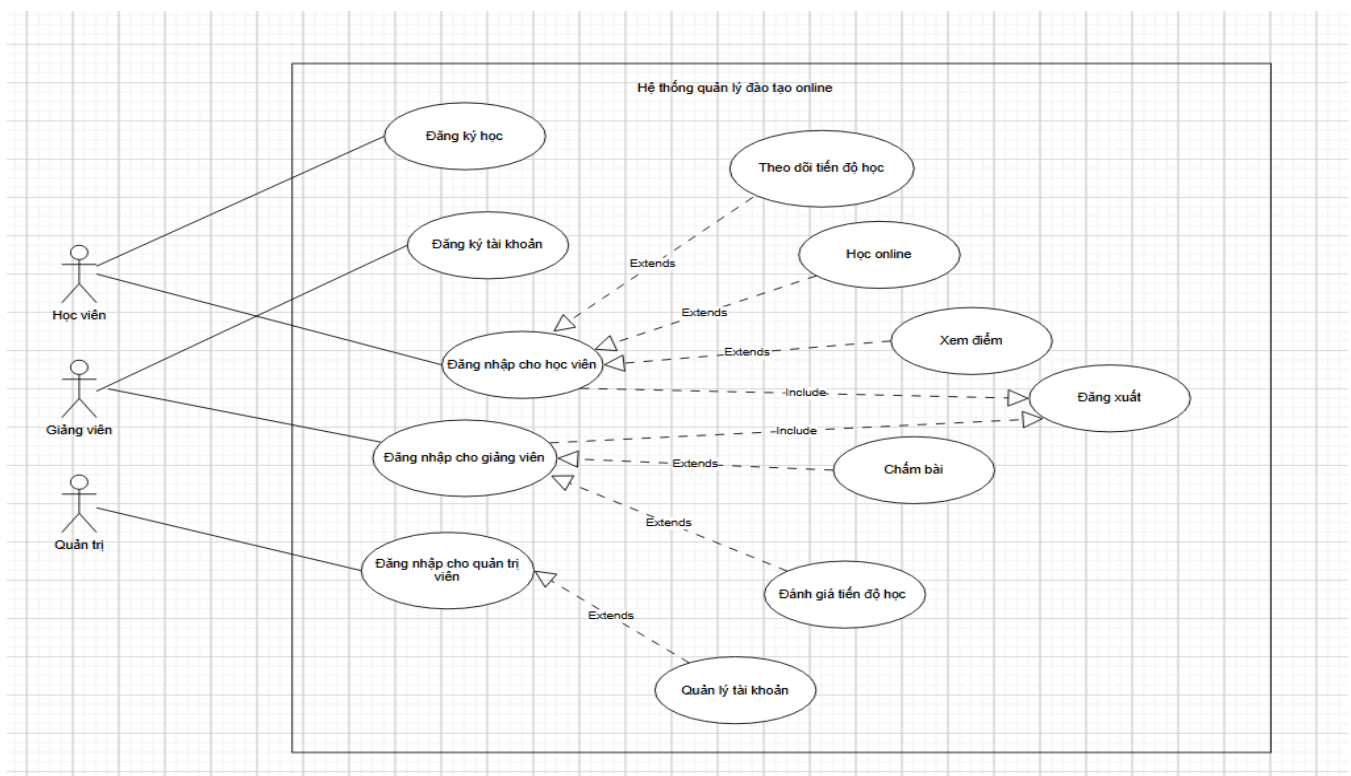 Hệ thống quản lý đào tạo online
Đăng ký học
Theo dõi tiến độ học
Đăng ký tài khoản
Học online
Extends
Học viên
Extends
Xem điểm
Extends
Đăng nhập cho học viên
Include
Đăng xuất
Giảng viên
Include
Đăng nhập cho giảng viên
Extends
Chấm bài
Extends
Quản trị
Đăng nhập cho quản trị
viên
Đánh giá tiến độ học
Extends
Quản lý tài khoản